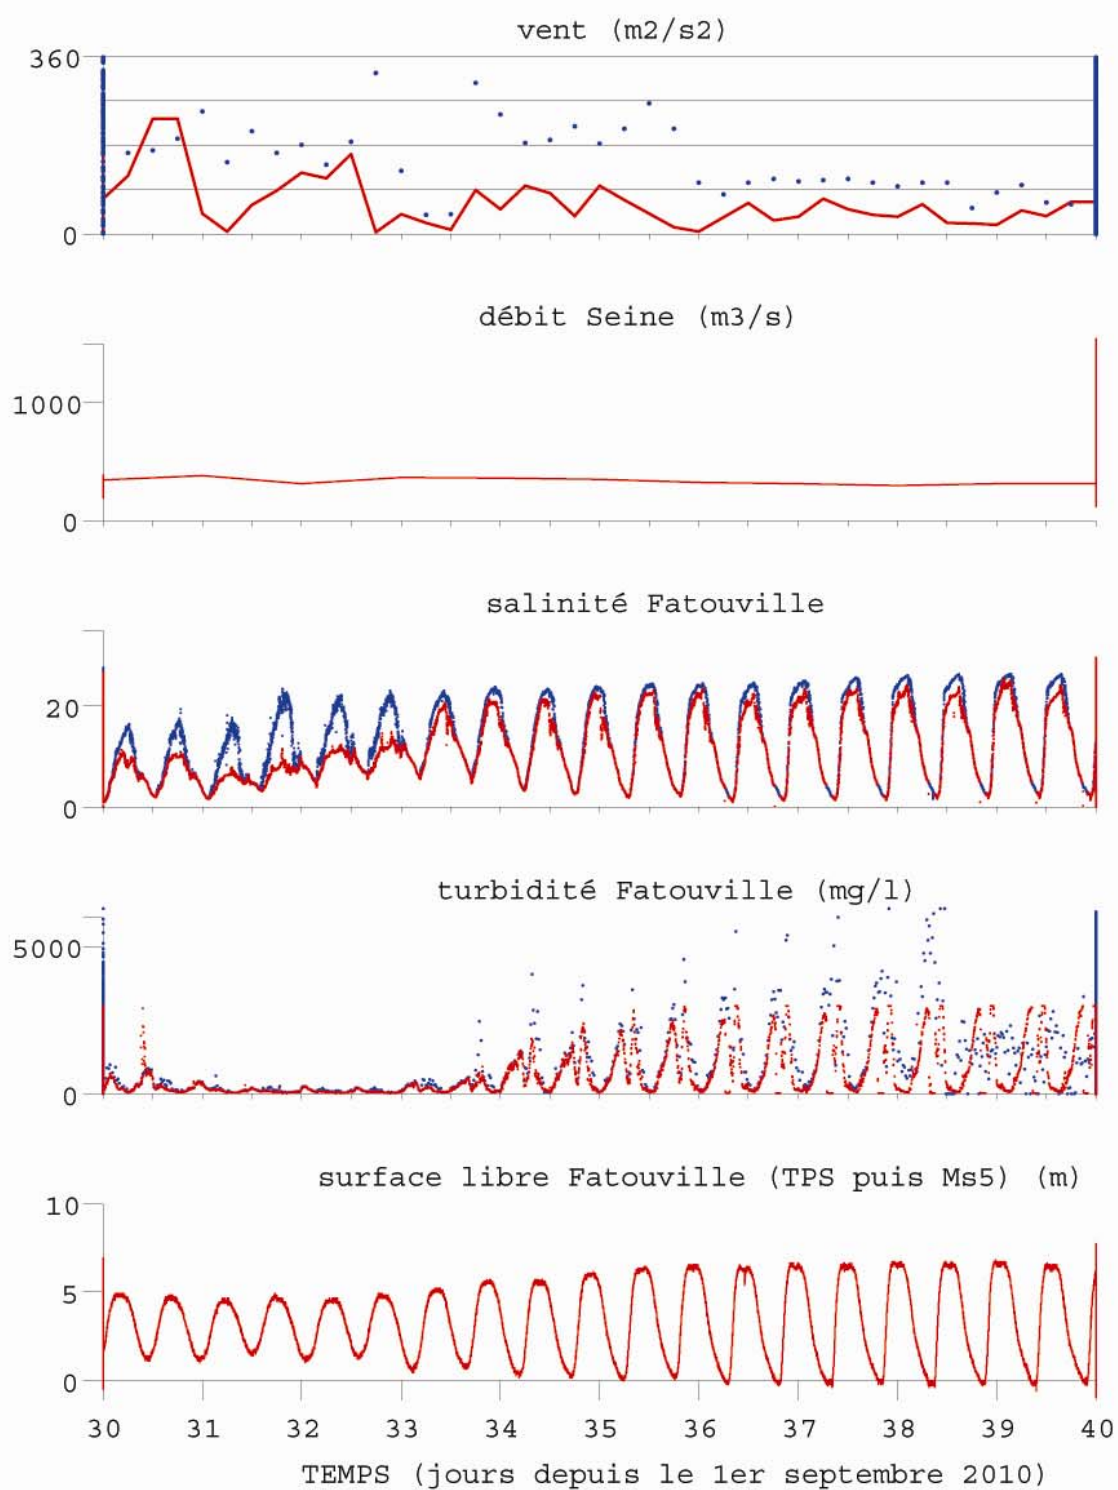 vent (m2/s2)
360
0
débit Seine (m3/s)
1000
0
salinité Fatouville
20
0
turbidité Fatouville (mg/l)
5000
0
surface libre Fatouville (TPS puis Ms5) (m)
10
5
0
30 31 32 33 34 35 36 37 38 39 40
TEMPS (jours depuis le 1er septembre 2010)